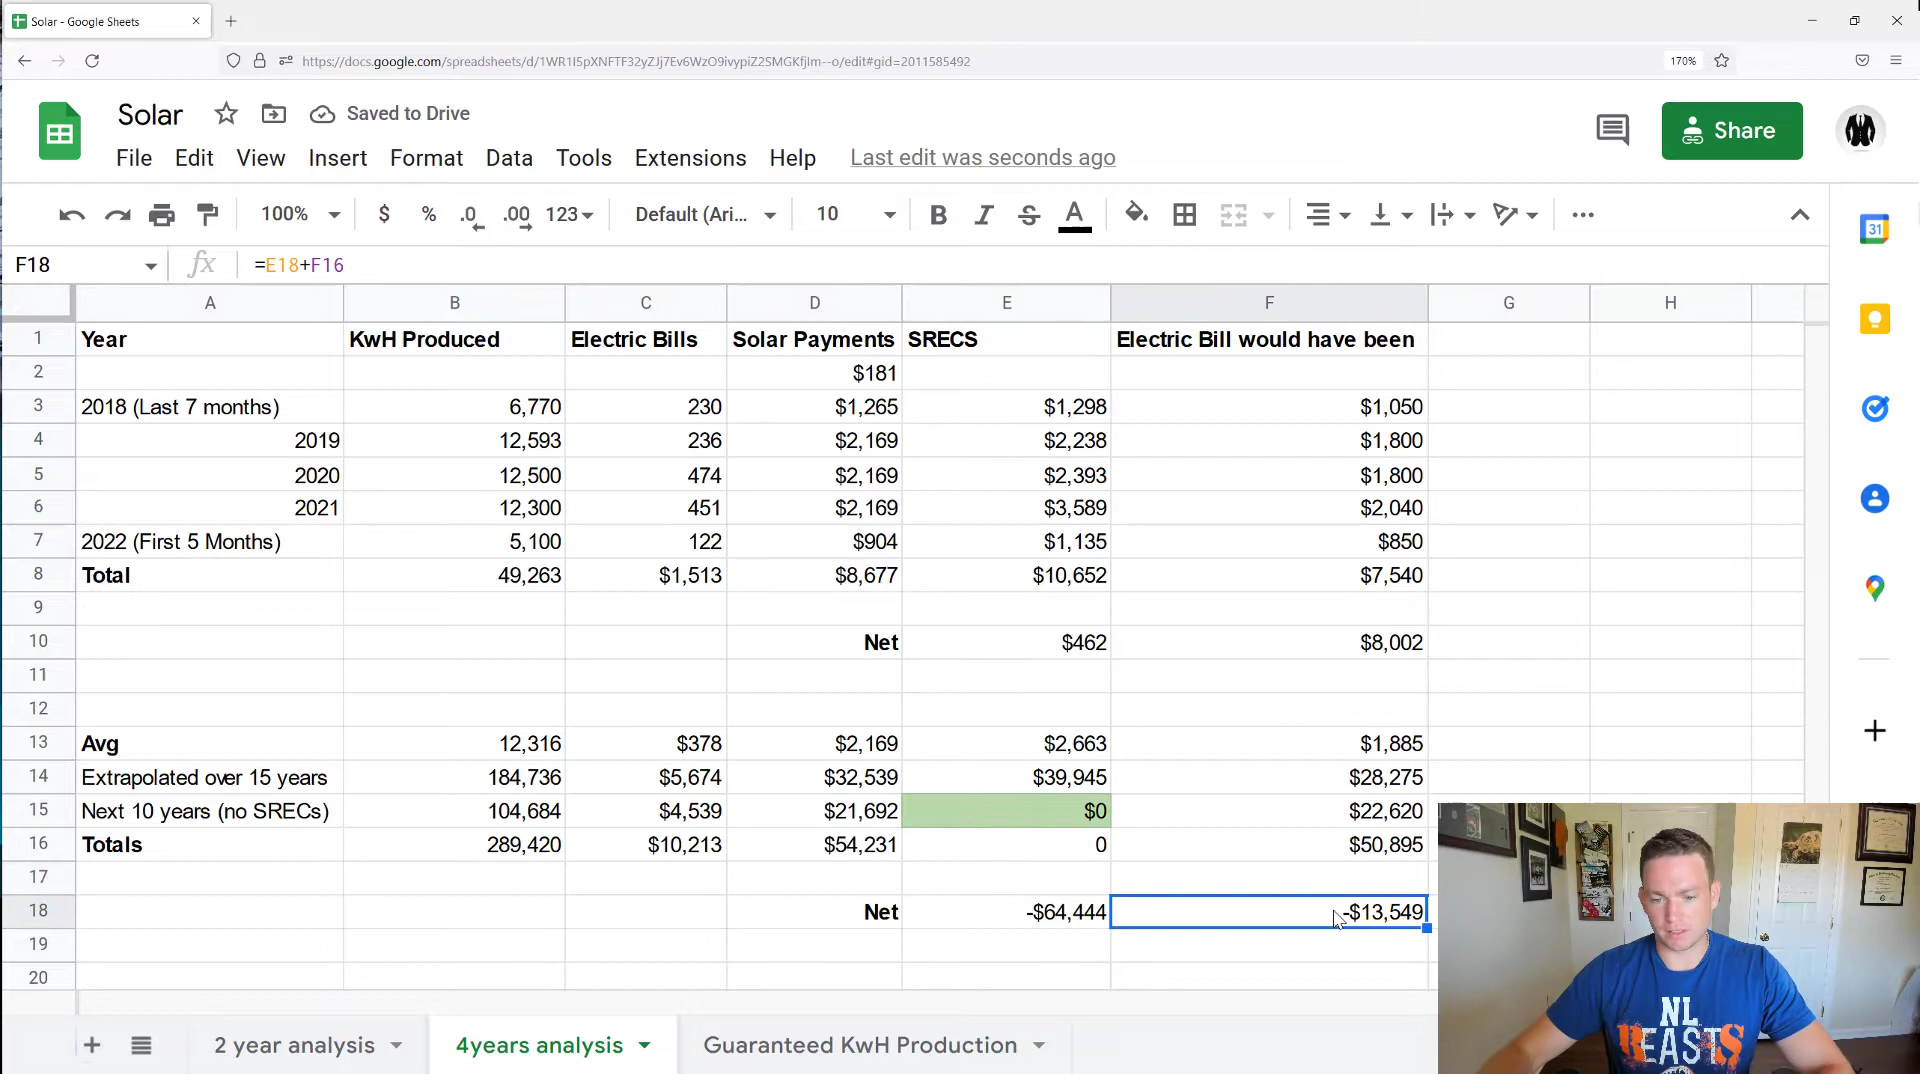 Solar - Google Sheets
https://docs.google.com/spreadsheets/d/1WR1I5pXNFTF32yZJj7Ev6WzO9ivypiZ2SMGKfjIm--o/edit#gid=2011585492
170%
Solar
Saved to Drive
File Edit View Insert Format Data Tools Extensions Help Last edit was seconds ago
Share
100% $ % .0 .00 123 Default (Ari... 10 B I S A
31
F18 fx =E18+F16
A B C D E F G H
1 Year KwH Produced Electric Bills Solar Payments SRECS Electric Bill would have been
2 $181
3 2018 (Last 7 months) 6,770 230 $1,265 $1,298 $1,050
4 2019 12,593 236 $2,169 $2,238 $1,800
5 2020 12,500 474 $2,169 $2,393 $1,800
6 2021 12,300 451 $2,169 $3,589 $2,040
7 2022 (First 5 Months) 5,100 122 $904 $1,135 $850
8 Total 49,263 $1,513 $8,677 $10,652 $7,540
9
10 Net $462 $8,002
11
12
13 Avg 12,316 $378 $2,169 $2,663 $1,885
14 Extrapolated over 15 years 184,736 $5,674 $32,539 $39,945 $28,275
15 Next 10 years (no SRECs) 104,684 $4,539 $21,692 $0 $22,620
16 Totals 289,420 $10,213 $54,231 0 $50,895
17
18 Net -$64,444 -$13,549
19
20
2 year analysis 4years analysis Guaranteed KwH Production
NL
BEASTS